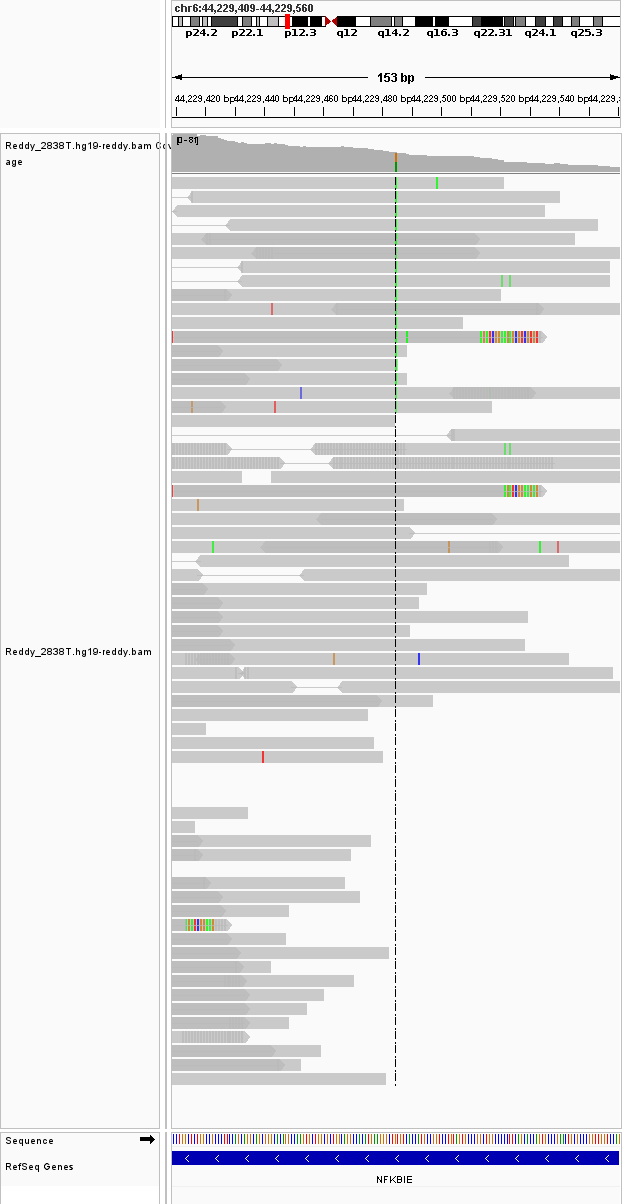 chr6:44,229,409-44,229,560
p24.2 p22.1 p12.3 q12 q14.2 q16.3 q22.31 q24.1 q25.3
153 bp
44,229,420 bp 44,229,440 bp 44,229,460 bp 44,229,480 bp 44,229,500 bp 44,229,520 bp 44,229,540 bp
Reddy_2838T.hg19-reddy.bam Cov
age
Reddy_2838T.hg19-reddy.bam
Sequence
RefSeq Genes
NFKBIE